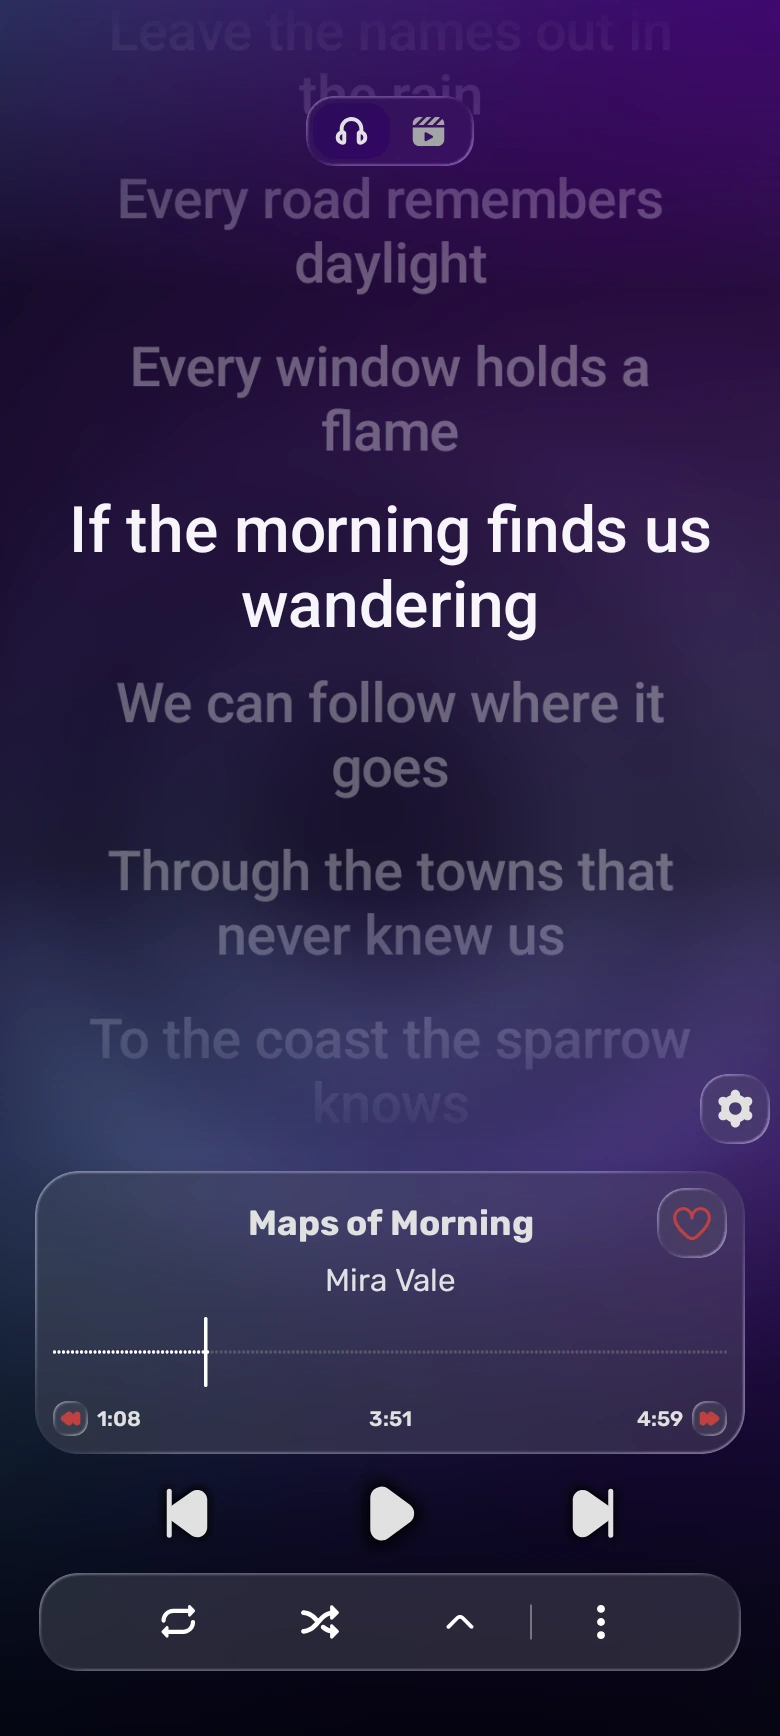 Leave the names out in
the rain
Every road remembers
daylight
Every window holds a
flame
If the morning finds us
wandering
We can follow where it
goes
Through the towns that
never knew us
To the coast the sparrow
knows
Maps of Morning
Mira Vale
1:08 3:51 4:59